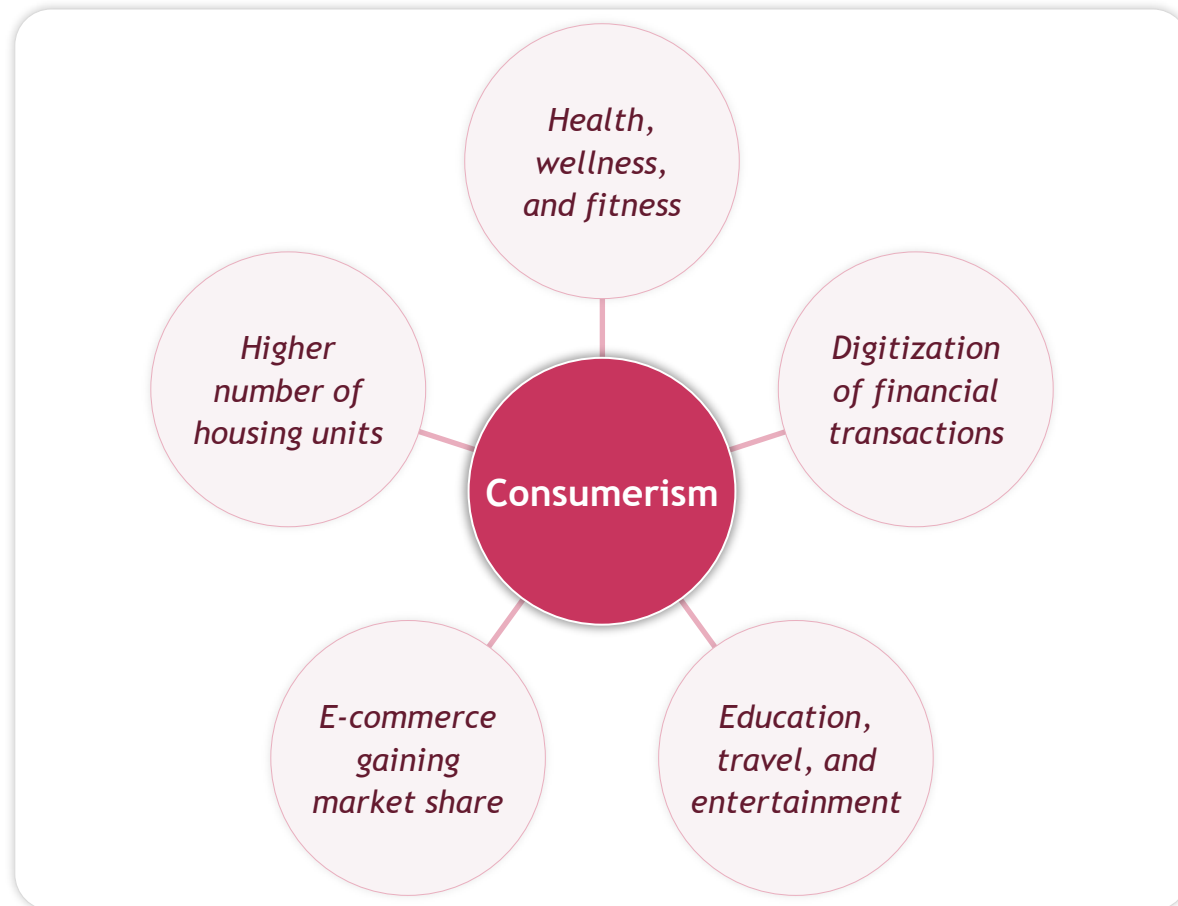 Health,
wellness,
and fitness
Higher
number of
housing units
Digitization
of financial
transactions
Consumerism
E-commerce
gaining
market share
Education,
travel, and
entertainment